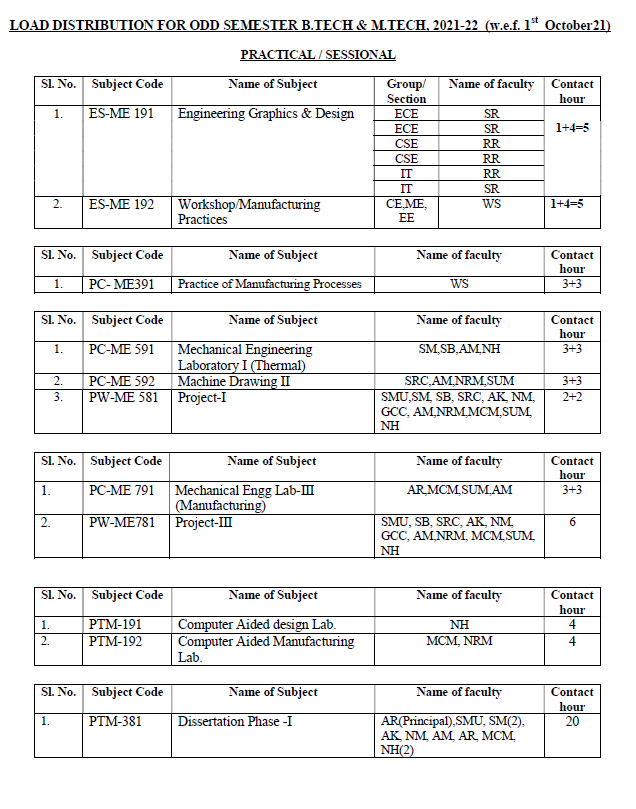 LOAD DISTRIBUTION FOR ODD SEMESTER B.TECH & M.TECH, 2021-22 (w.e.f. 1st October21)
PRACTICAL / SESSIONAL
Sl. No. Subject Code Name of Subject Group/ Section Name of faculty Contact hour
1. ES-ME 191 Engineering Graphics & Design ECE SR 1+4=5
ECE SR
CSE RR
CSE RR
IT RR
IT SR
2. ES-ME 192 Workshop/Manufacturing CE,ME, WS 1+4=5
Practices EE
Sl. No. Subject Code Name of Subject Name of faculty Contact
hour
1. PC- ME391 Practice of Manufacturing Processes WS 3+3
Sl. No. Subject Code Name of Subject Name of faculty Contact
hour
1. PC-ME 591 Mechanical Engineering SM,SB,AM,NH 3+3
Laboratory I (Thermal)
2. PC-ME 592 Machine Drawing II SRC,AM,NRM,SUM 3+3
3. PW-ME 581 Project-I SMU,SM, SB, SRC, AK, NM, 2+2
GCC, AM,NRM,MCM,SUM,
NH
Sl. No. Subject Code Name of Subject Name of faculty Contact
hour
1. PC-ME 791 Mechanical Engg Lab-III AR,MCM,SUM,AM 3+3
(Manufacturing)
2. PW-ME781 Project-III SMU, SB, SRC, AK, NM, 6
GCC, AM,NRM, MCM,SUM,
NH
Sl. No. Subject Code Name of Subject Name of faculty Contact
hour
1. PTM-191 Computer Aided design Lab. NH 4
2. PTM-192 Computer Aided Manufacturing MCM, NRM 4
Lab.
Sl. No. Subject Code Name of Subject Name of faculty Contact
hour
1. PTM-381 Dissertation Phase -I AR(Principal),SMU, SM(2), 20
AK, NM, AM, AR, MCM,
NH(2)